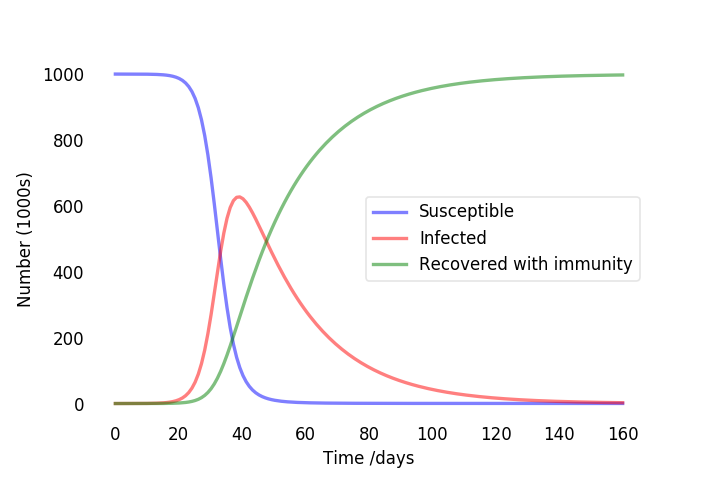 1000
800
600
400
200
0
Number (1000s)
Susceptible
Infected
Recovered with immunity
0 20 40 60 80 100 120 140 160
Time /days